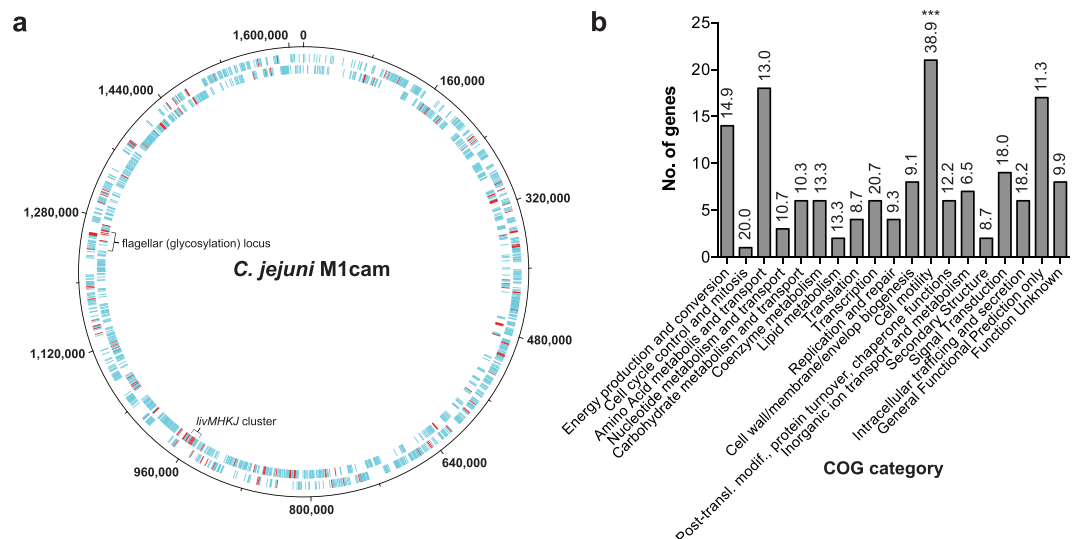 a
b
1,600,000
0
160,000
320,000
480,000
640,000
800,000
960,000
1,120,000
1,280,000
1,440,000
flagellar (glycosylation) locus
C. jejuni M1cam
livMHKJ cluster
No. of genes
25
20
15
10
5
0
14.9
20.0
13.0
10.7
10.3
13.3
13.3
8.7
20.7
9.3
9.1
38.9
***
12.2
6.5
8.7
18.0
18.2
11.3
9.9
Energy production and conversion
Cell cycle control and mitosis
Amino Acid metabolis and transport
Nucleotide metabolism and transport
Carbohydrate metabolism and transport
Coenzyme metabolism
Lipid metabolism
Translation
Transcription
Replication and repair
Cell wall/membrane/envelop biogenesis
Cell motility
Post-transl. modif., protein turnover, chaperone functions
Inorganic ion transport and metabolism
Secondary Structure
Signal Transduction
Intracellular trafficing and secretion
General Functional Prediction only
Function Unknown
COG category